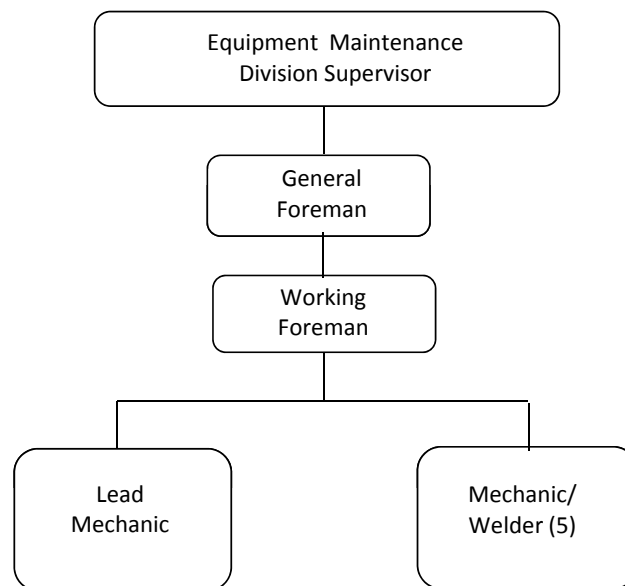 Equipment Maintenance
Division Supervisor
General
Foreman
Working
Foreman
Lead
Mechanic
Mechanic/
Welder (5)